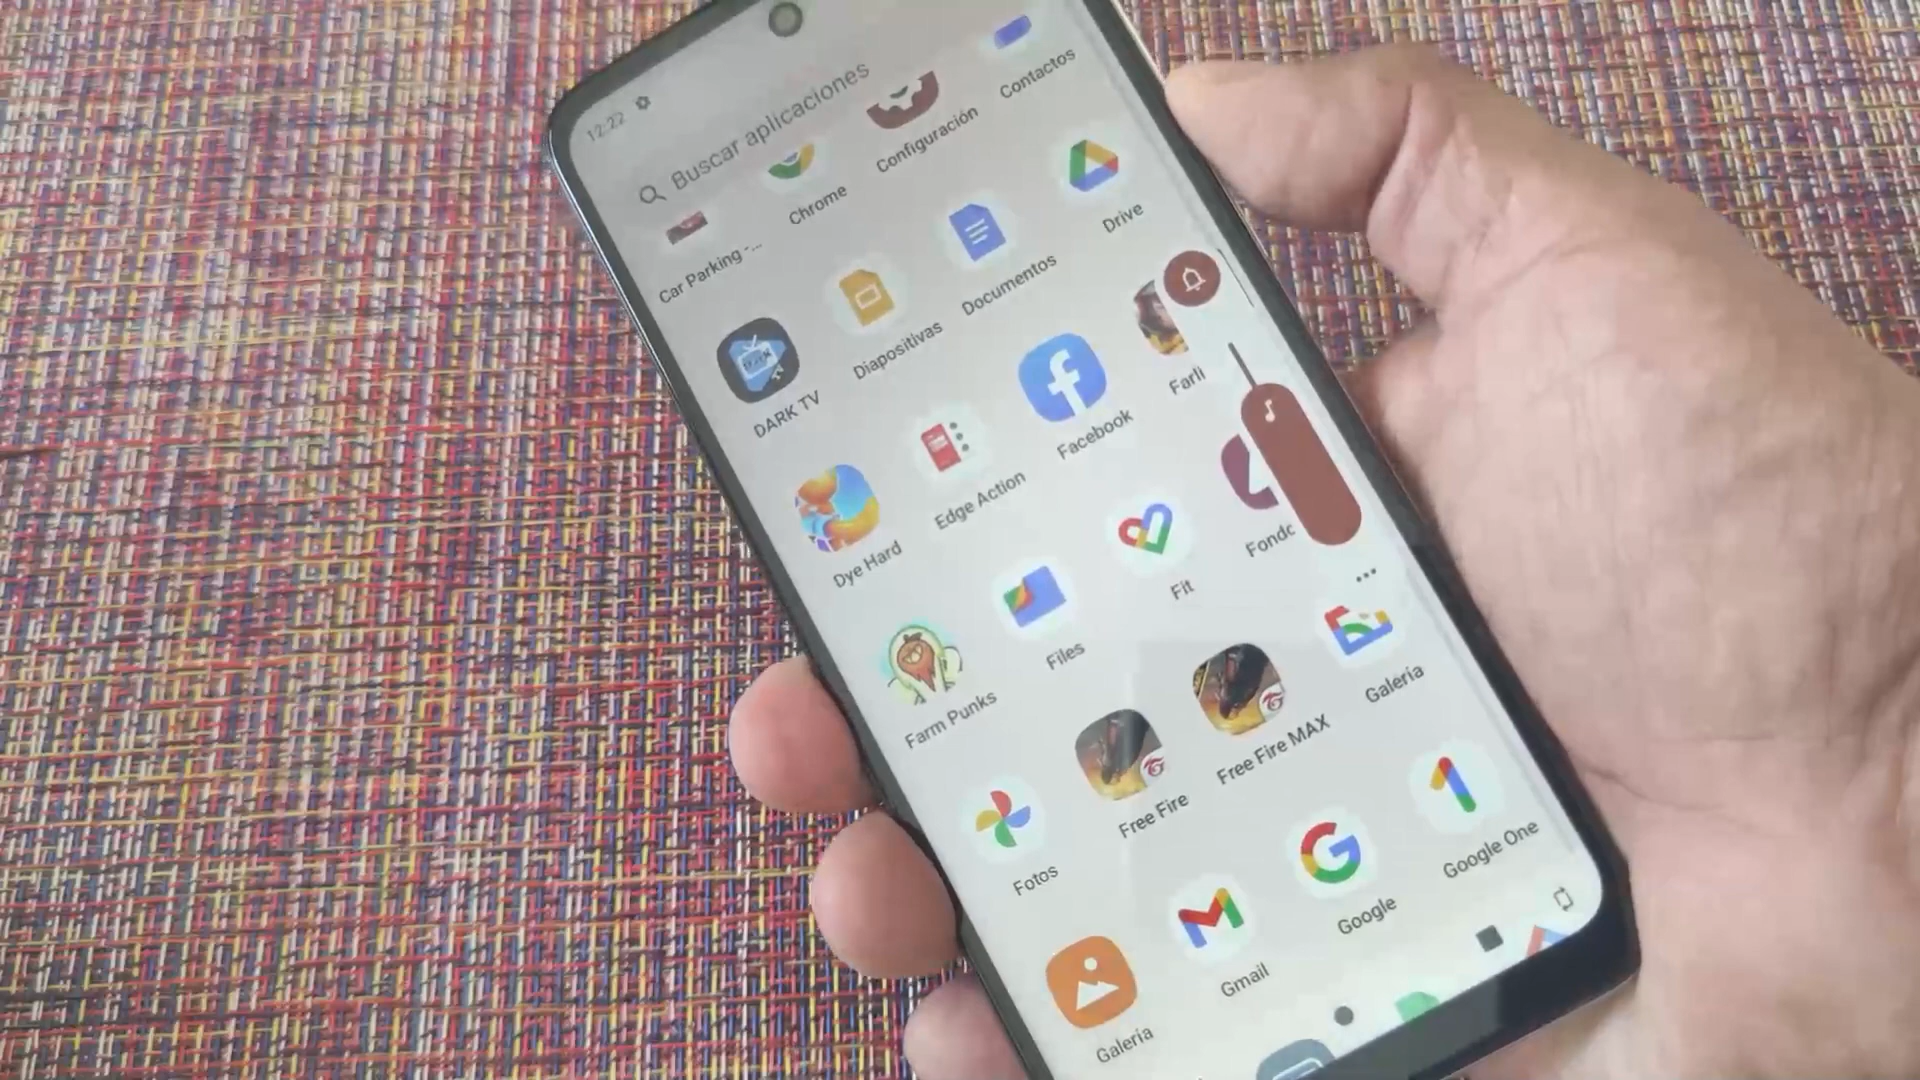 12:22
Buscar aplicaciones
Car Parking -...
Chrome
Configuración
Contactos
DARK TV
Diapositivas
Documentos
Drive
Dye Hard
Edge Action
Facebook
Farli
Farm Punks
Files
Fit
Fondc
Fotos
Free Fire
Free Fire MAX
Galería
Galería
Gmail
Google
Google One